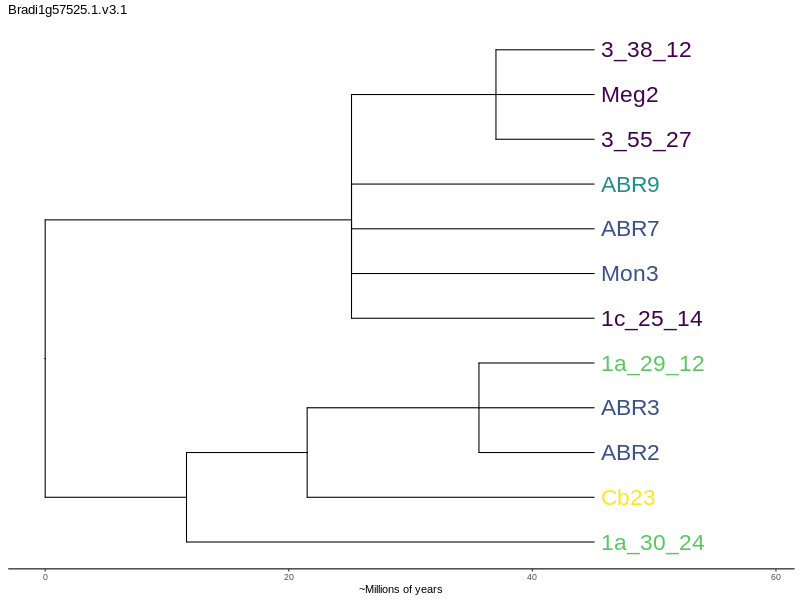 Bradi1g57525.1.v3.1
3_38_12
Meg2
3_55_27
ABR9
ABR7
Mon3
1c_25_14
1a_29_12
ABR3
ABR2
Cb23
1a_30_24
0 20 40 60
~Millions of years